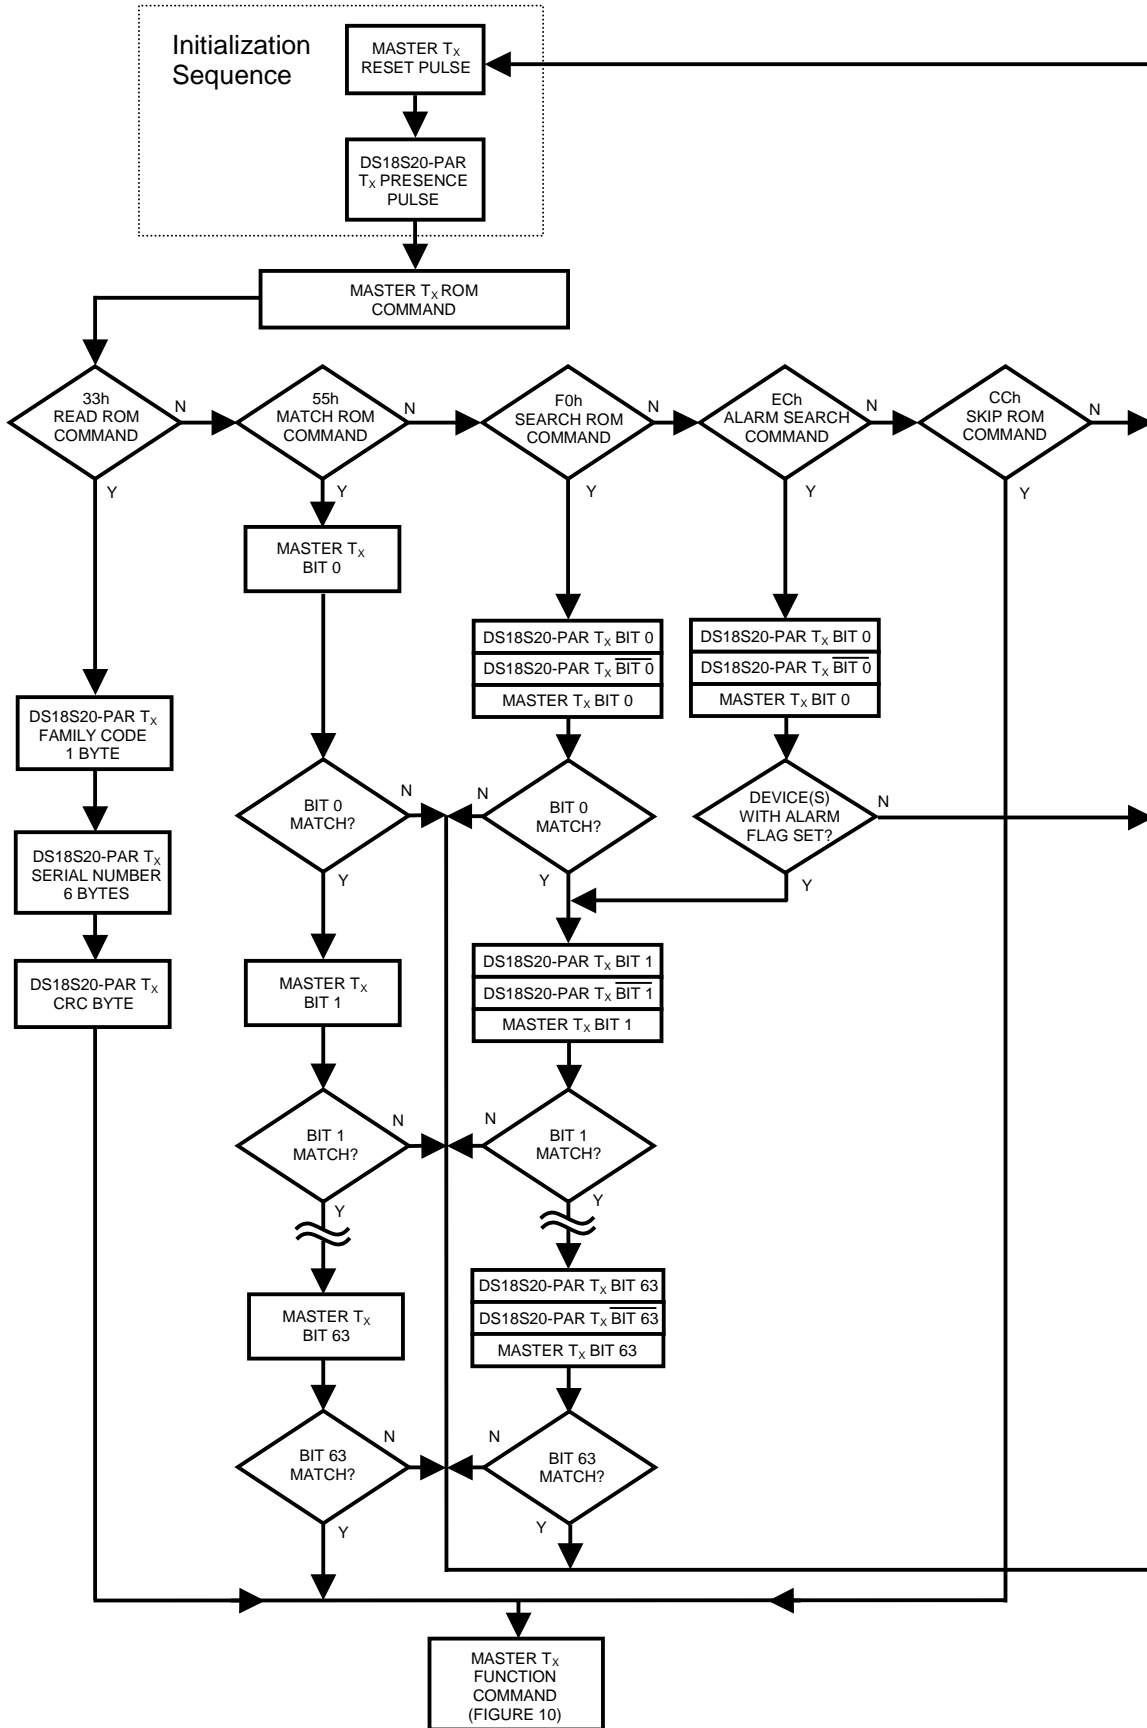 Initialization
Sequence
MASTER TX
RESET PULSE
DS18S20-PAR
TX PRESENCE
PULSE
MASTER TX ROM
COMMAND
33h
READ ROM
COMMAND
N
Y
55h
MATCH ROM
COMMAND
N
Y
F0h
SEARCH ROM
COMMAND
N
Y
ECh
ALARM SEARCH
COMMAND
N
Y
CCh
SKIP ROM
COMMAND
N
Y
MASTER TX
BIT 0
DS18S20-PAR TX BIT 0
DS18S20-PAR TX BIT 0
MASTER TX BIT 0
DS18S20-PAR TX BIT 0
DS18S20-PAR TX BIT 0
MASTER TX BIT 0
DS18S20-PAR TX
FAMILY CODE
1 BYTE
BIT 0
MATCH?
N
Y
BIT 0
MATCH?
N
Y
DEVICE(S)
WITH ALARM
FLAG SET?
N
Y
DS18S20-PAR TX
SERIAL NUMBER
6 BYTES
DS18S20-PAR TX
CRC BYTE
MASTER TX
BIT 1
DS18S20-PAR TX BIT 1
DS18S20-PAR TX BIT 1
MASTER TX BIT 1
BIT 1
MATCH?
N
Y
BIT 1
MATCH?
N
Y
MASTER TX
BIT 63
DS18S20-PAR TX BIT 63
DS18S20-PAR TX BIT 63
MASTER TX BIT 63
BIT 63
MATCH?
N
Y
BIT 63
MATCH?
N
Y
MASTER TX
FUNCTION
COMMAND
(FIGURE 10)